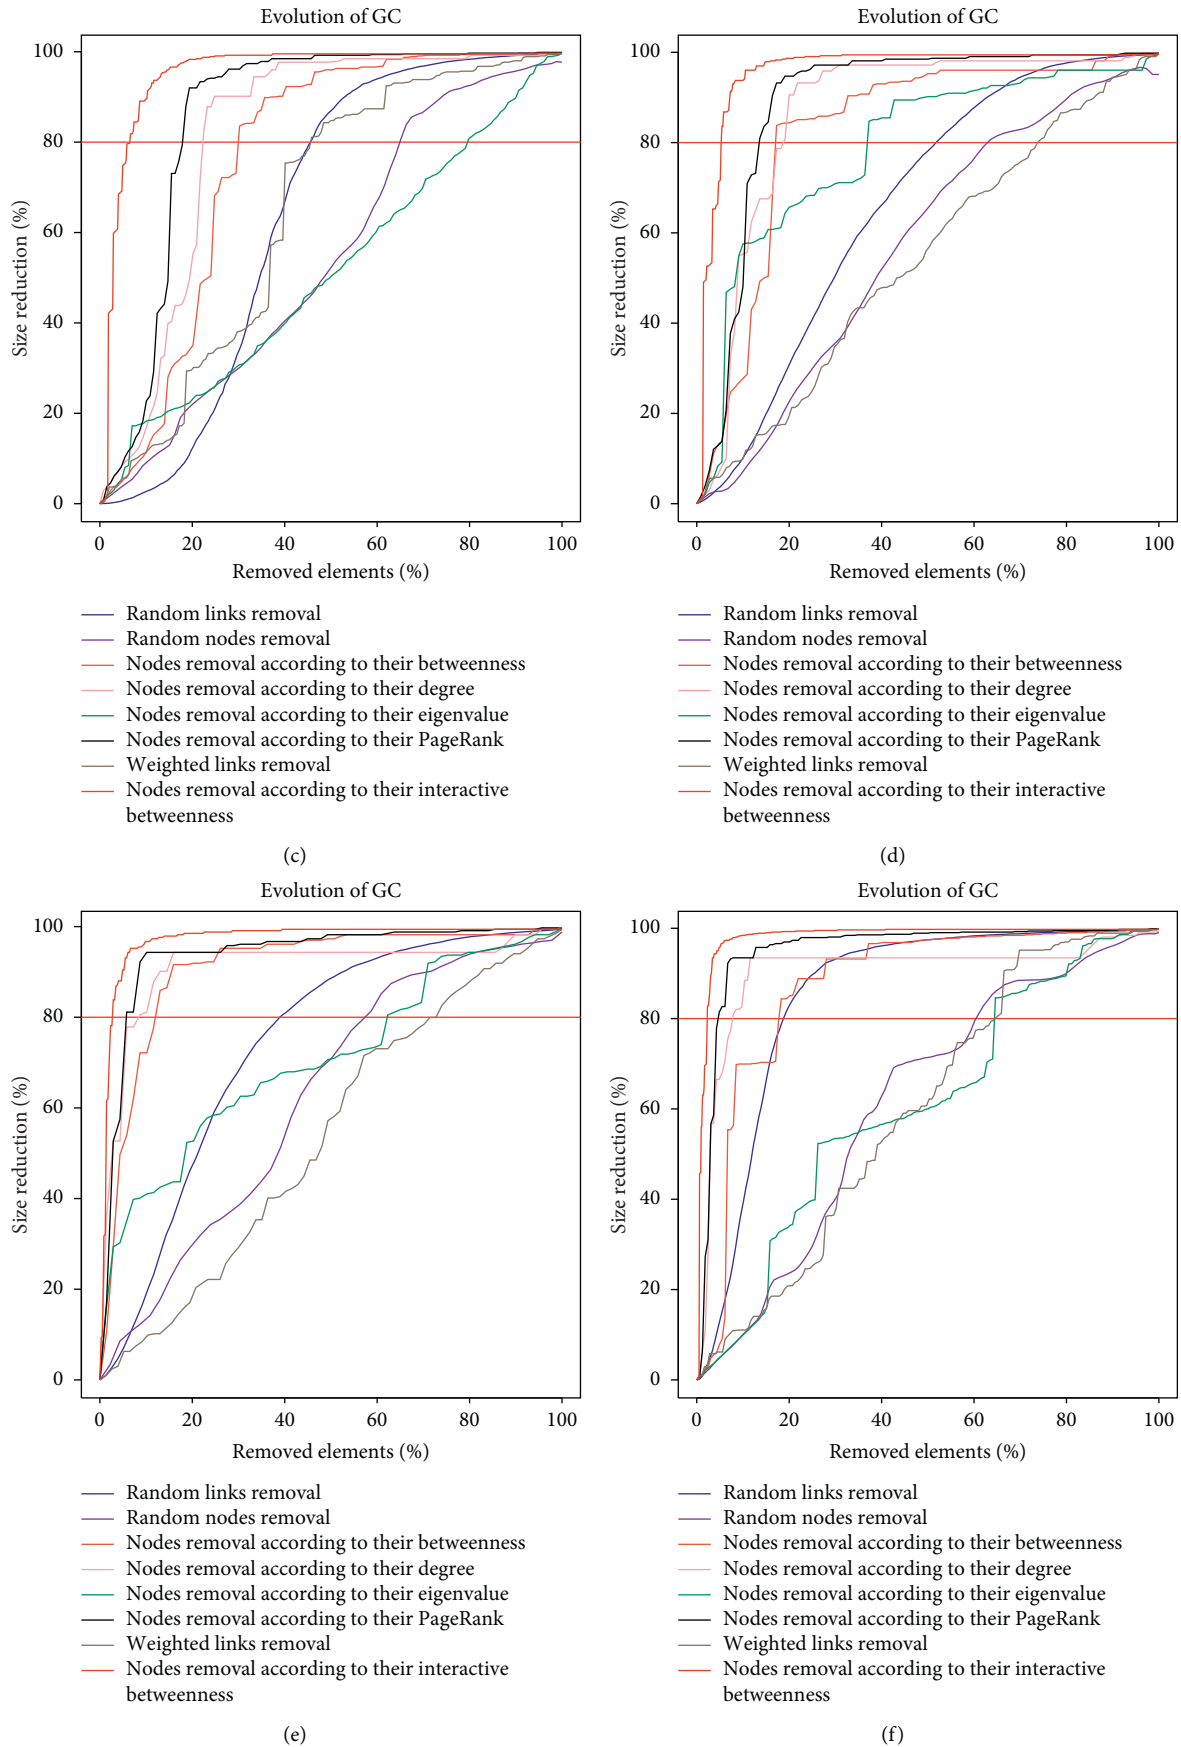 Evolution of GC
100
80
60
40
20
0
Size reduction (%)
0 20 40 60 80 100
Removed elements (%)
Random links removal
Random nodes removal
Nodes removal according to their betweenness
Nodes removal according to their degree
Nodes removal according to their eigenvalue
Nodes removal according to their PageRank
Weighted links removal
Nodes removal according to their interactive
betweenness
(c)
Evolution of GC
100
80
60
40
20
0
Size reduction (%)
0 20 40 60 80 100
Removed elements (%)
Random links removal
Random nodes removal
Nodes removal according to their betweenness
Nodes removal according to their degree
Nodes removal according to their eigenvalue
Nodes removal according to their PageRank
Weighted links removal
Nodes removal according to their interactive
betweenness
(d)
Evolution of GC
100
80
60
40
20
0
Size reduction (%)
0 20 40 60 80 100
Removed elements (%)
Random links removal
Random nodes removal
Nodes removal according to their betweenness
Nodes removal according to their degree
Nodes removal according to their eigenvalue
Nodes removal according to their PageRank
Weighted links removal
Nodes removal according to their interactive
betweenness
(e)
Evolution of GC
100
80
60
40
20
0
Size reduction (%)
0 20 40 60 80 100
Removed elements (%)
Random links removal
Random nodes removal
Nodes removal according to their betweenness
Nodes removal according to their degree
Nodes removal according to their eigenvalue
Nodes removal according to their PageRank
Weighted links removal
Nodes removal according to their interactive
betweenness
(f)